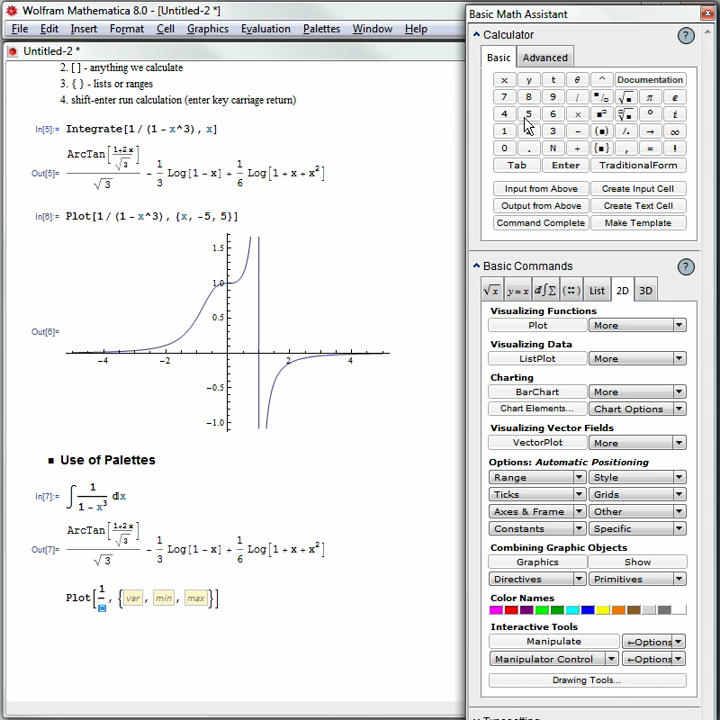 Wolfram Mathematica 8.0 - [Untitled-2 *]
File Edit Insert Format Cell Graphics Evaluation Palettes Window Help
Untitled-2 *
2. [ ] - anything we calculate
3. { } - lists or ranges
4. shift-enter run calculation (enter key carriage return)
In[5]:= Integrate[1/(1-x^3), x]
Out[5]= ArcTan[(1+2x)/√3]/√3 - 1/3 Log[1-x] + 1/6 Log[1+x+x²]
In[6]:= Plot[1/(1-x^3), {x, -5, 5}]
1.5
1.0
0.5
Out[6]=
-4 -2 2 4
-0.5
-1.0
■ Use of Palettes
In[7]:= ∫ 1/(1-x³) dx
Out[7]= ArcTan[(1+2x)/√3]/√3 - 1/3 Log[1-x] + 1/6 Log[1+x+x²]
Plot[1/□, {var, min, max}]
Basic Math Assistant
Calculator ?
Basic Advanced
x y t θ ^ Documentation
7 8 9 / ■/□ √■ π e
4 5 6 × ■□ □√■ ° i
1 3 - (■) /. → ∞
0 . N + {■} , = !
Tab Enter TraditionalForm
Input from Above Create Input Cell
Output from Above Create Text Cell
Command Complete Make Template
Basic Commands ?
√x y=x d∫Σ (∷) List 2D 3D
Visualizing Functions
Plot More
Visualizing Data
ListPlot More
Charting
BarChart More
Chart Elements... Chart Options
Visualizing Vector Fields
VectorPlot More
Options: Automatic Positioning
Range Style
Ticks Grids
Axes & Frame Other
Constants Specific
Combining Graphic Objects
Graphics Show
Directives Primitives
Color Names
Interactive Tools
Manipulate ←Options
Manipulator Control ←Options
Drawing Tools...